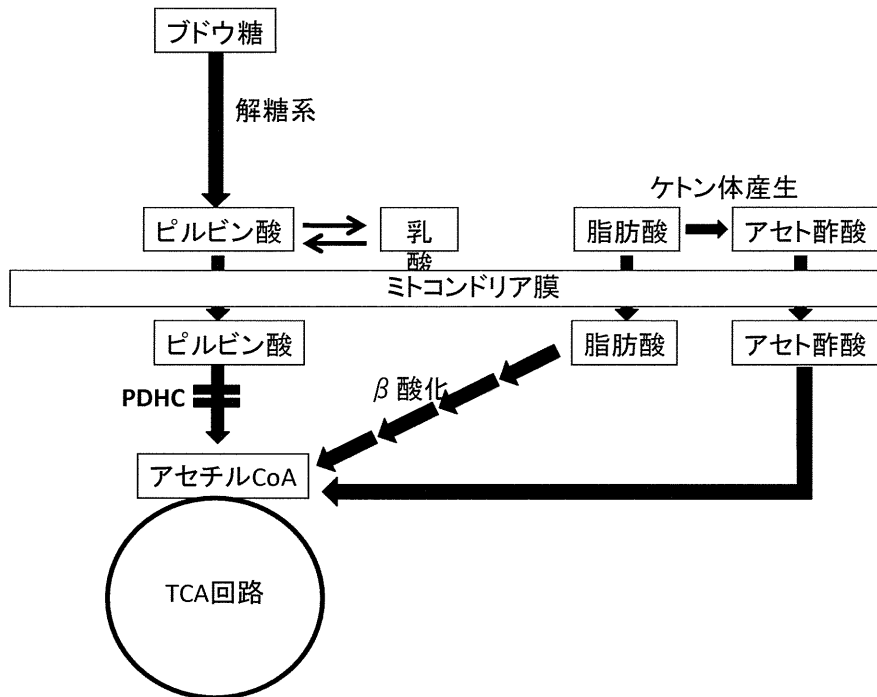 ブドウ糖
解糖系
ケトン体産生
ピルビン酸
乳
酸
脂肪酸
アセト酢酸
ミトコンドリア膜
ピルビン酸
脂肪酸
アセト酢酸
PDHC
β酸化
アセチルCoA
TCA回路